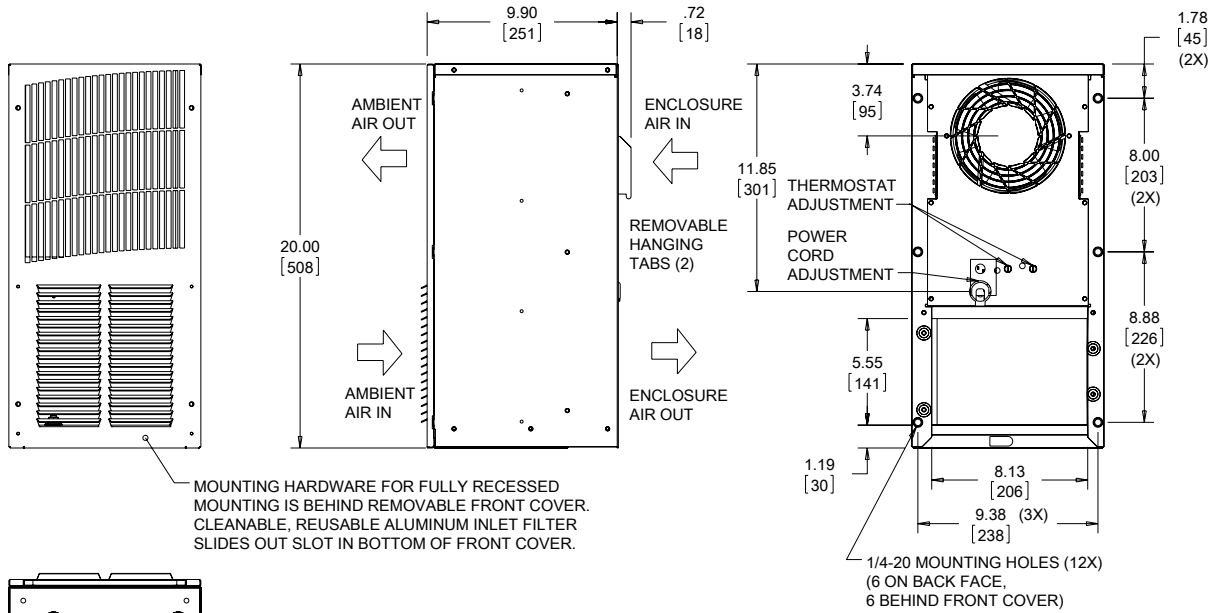 9.90
[251]
.72
[18]
1.78
[45]
(2X)
AMBIENT
AIR OUT
ENCLOSURE
AIR IN
3.74
[95]
11.85
[301]
8.00
[203]
(2X)
THERMOSTAT
ADJUSTMENT
20.00
[508]
REMOVABLE
HANGING
TABS (2)
POWER
CORD
ADJUSTMENT
8.88
[226]
(2X)
5.55
[141]
AMBIENT
AIR IN
ENCLOSURE
AIR OUT
1.19
[30]
8.13
[206]
9.38 (3X)
[238]
MOUNTING HARDWARE FOR FULLY RECESSED
MOUNTING IS BEHIND REMOVABLE FRONT COVER.
CLEANABLE, REUSABLE ALUMINUM INLET FILTER
SLIDES OUT SLOT IN BOTTOM OF FRONT COVER.
1/4-20 MOUNTING HOLES (12X)
(6 ON BACK FACE,
6 BEHIND FRONT COVER)